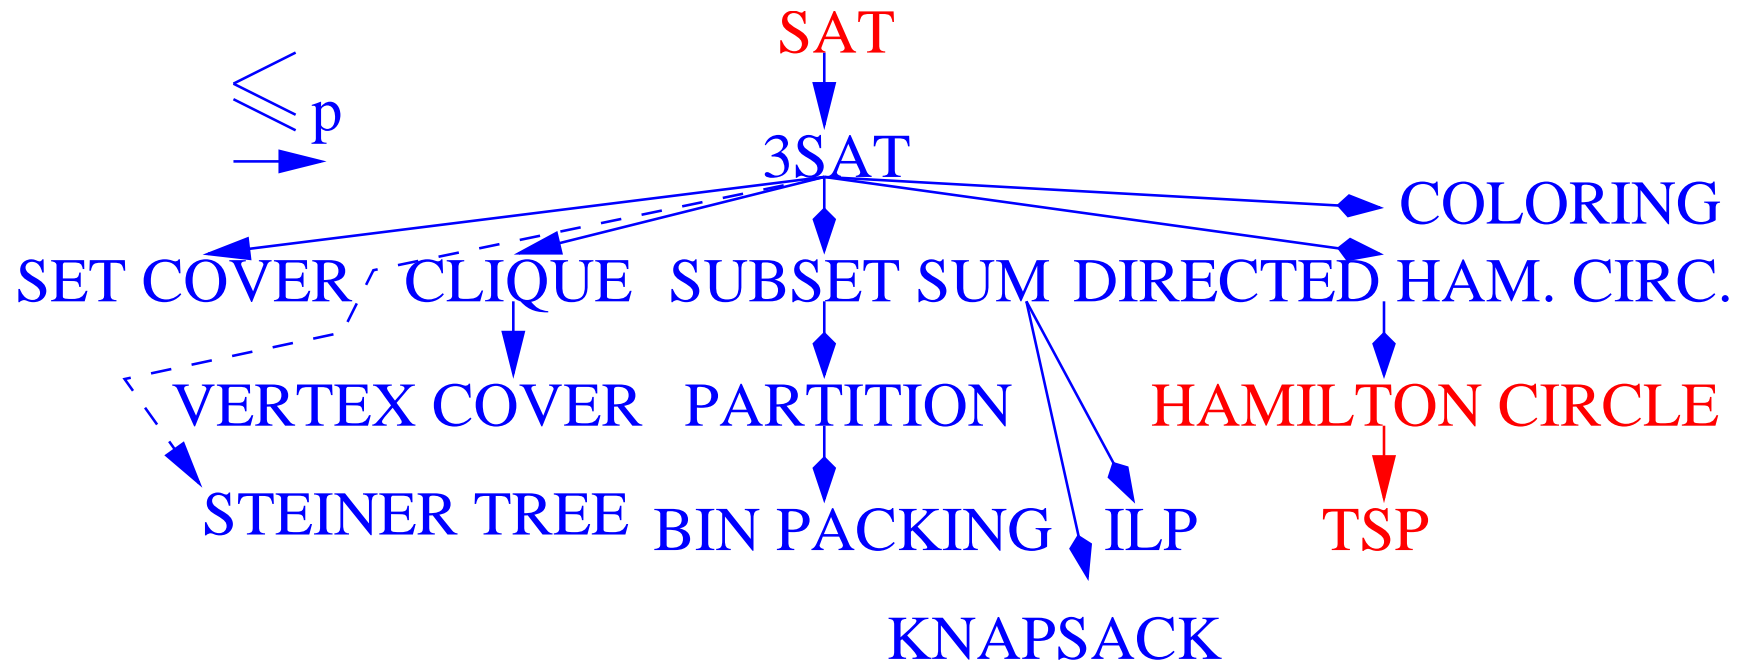 SAT
≤ p
3SAT
COLORING
SET COVER CLIQUE SUBSET SUM DIRECTED HAM. CIRC.
VERTEX COVER PARTITION HAMILTON CIRCLE
STEINER TREE BIN PACKING ILP TSP
KNAPSACK